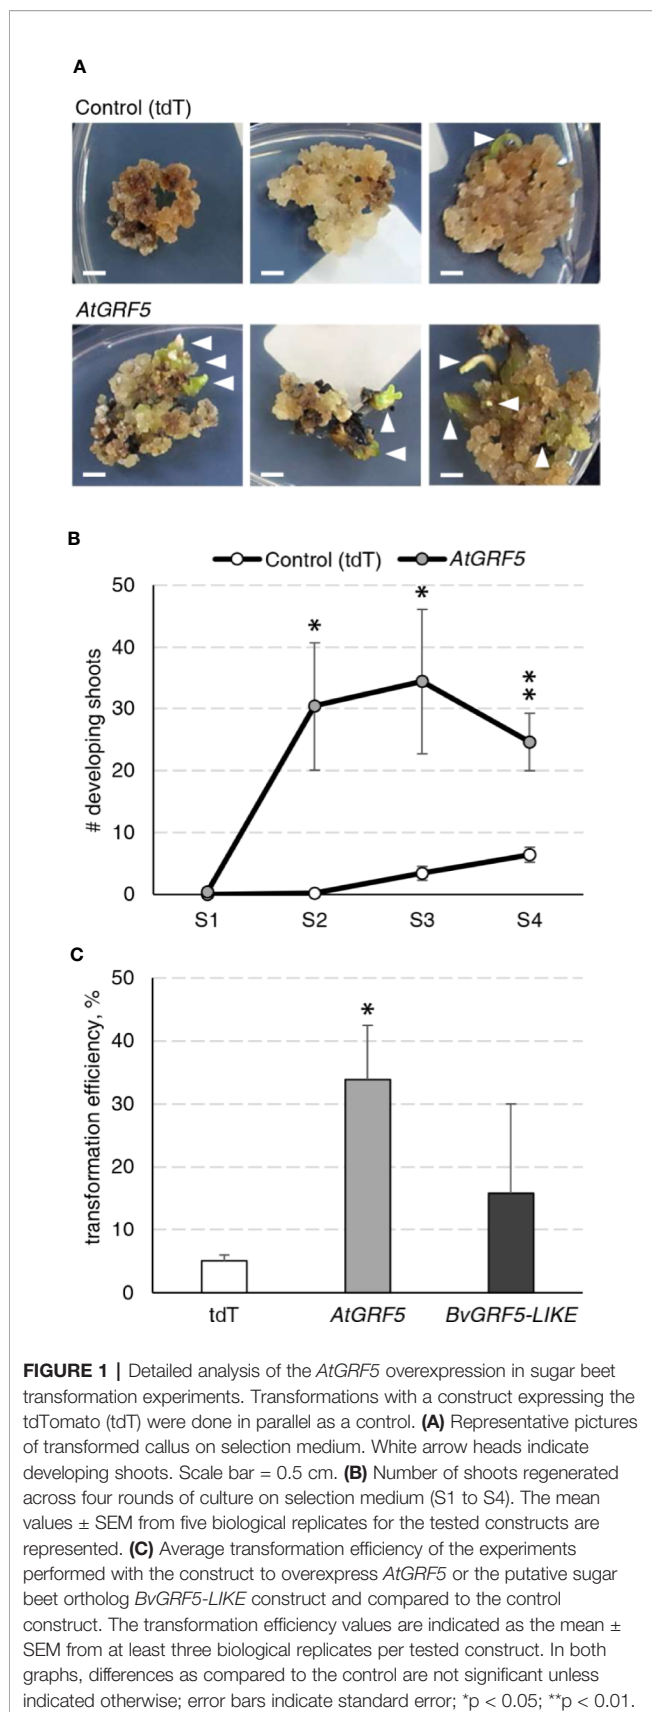 A
Control (tdT)
AtGRF5
B
Control (tdT) AtGRF5
50
40
30
20
10
0
# developing shoots
*
*
**
S1 S2 S3 S4
C
50
40
30
20
10
0
transformation efficiency, %
*
tdT AtGRF5 BvGRF5-LIKE
FIGURE 1 | Detailed analysis of the AtGRF5 overexpression in sugar beet
transformation experiments. Transformations with a construct expressing the
tdTomato (tdT) were done in parallel as a control. (A) Representative pictures
of transformed callus on selection medium. White arrow heads indicate
developing shoots. Scale bar = 0.5 cm. (B) Number of shoots regenerated
across four rounds of culture on selection medium (S1 to S4). The mean
values ± SEM from five biological replicates for the tested constructs are
represented. (C) Average transformation efficiency of the experiments
performed with the construct to overexpress AtGRF5 or the putative sugar
beet ortholog BvGRF5-LIKE construct and compared to the control
construct. The transformation efficiency values are indicated as the mean ±
SEM from at least three biological replicates per tested construct. In both
graphs, differences as compared to the control are not significant unless
indicated otherwise; error bars indicate standard error; *p < 0.05; **p < 0.01.